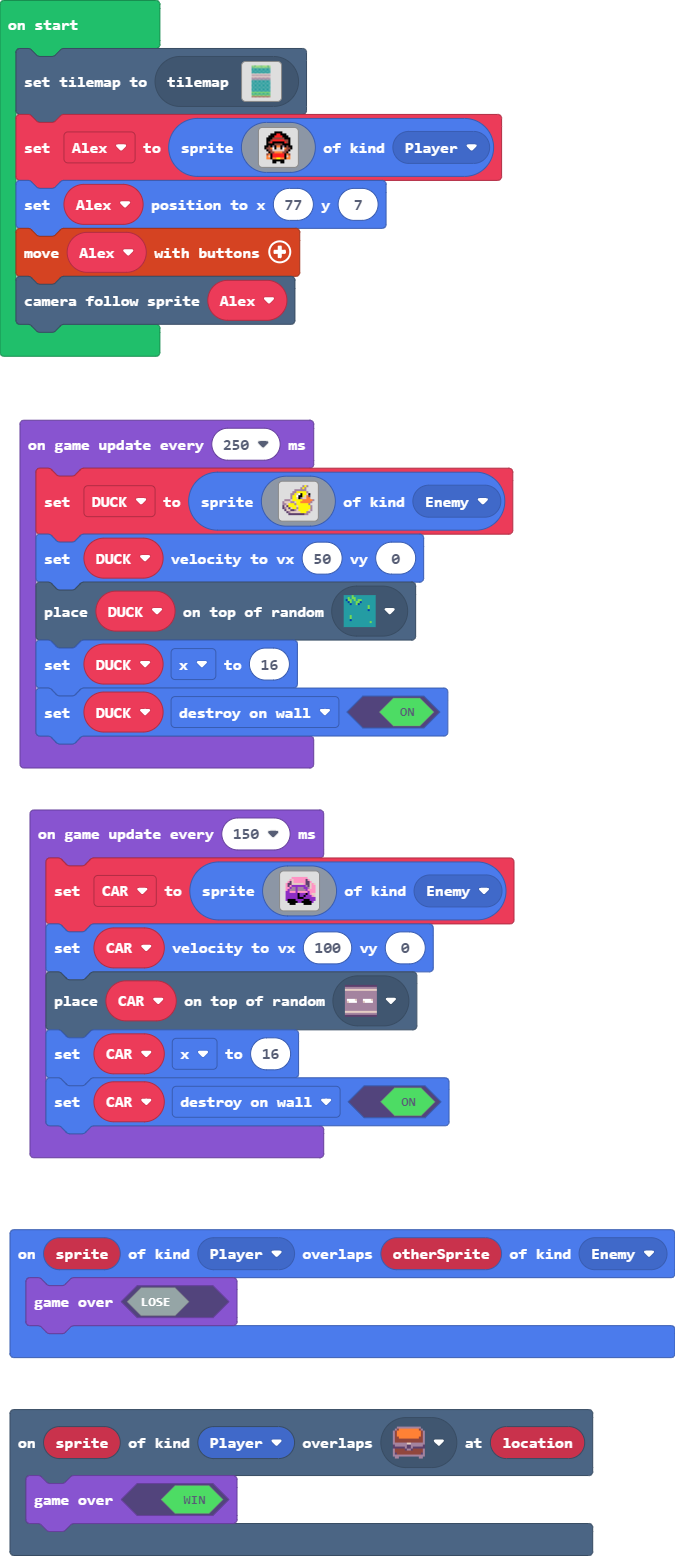 on start
set tilemap to tilemap
set Alex to sprite of kind Player
set Alex position to x 77 y 7
move Alex with buttons
camera follow sprite Alex
on game update every 250 ms
set DUCK to sprite of kind Enemy
set DUCK velocity to vx 50 vy 0
place DUCK on top of random
set DUCK x to 16
set DUCK destroy on wall ON
on game update every 150 ms
set CAR to sprite of kind Enemy
set CAR velocity to vx 100 vy 0
place CAR on top of random
set CAR x to 16
set CAR destroy on wall ON
on sprite of kind Player overlaps otherSprite of kind Enemy
game over LOSE
on sprite of kind Player overlaps at location
game over WIN